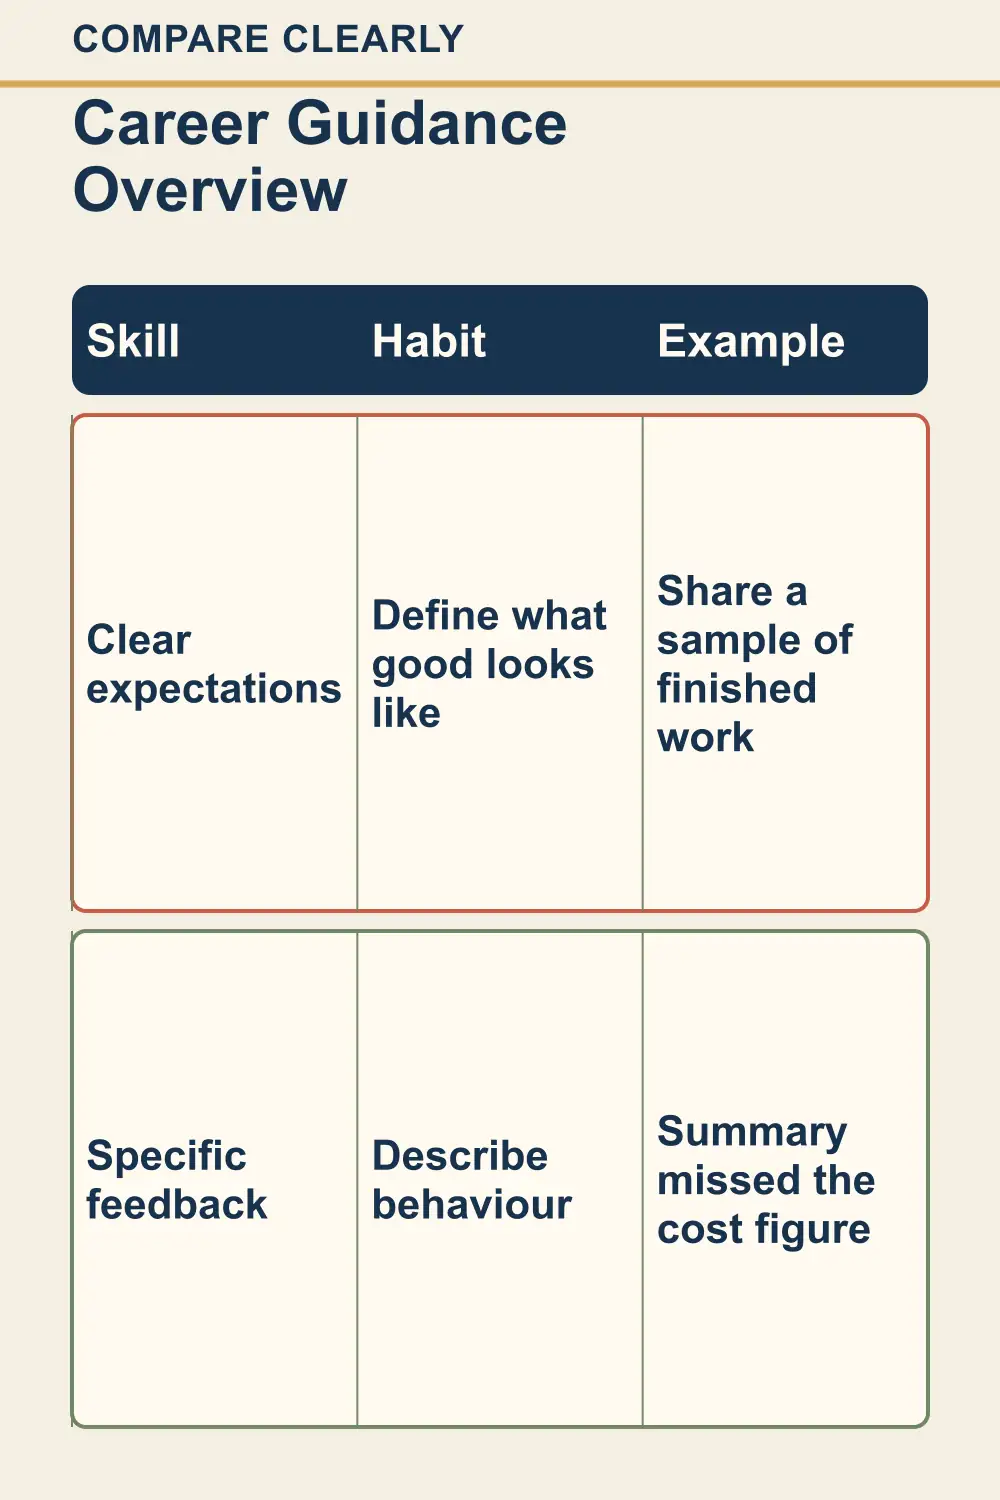 COMPARE CLEARLY
Career Guidance
Overview
Skill
Habit
Example
Clear
expectations
Define what
good looks
like
Share a
sample of
finished
work
Specific
feedback
Describe
behaviour
Summary
missed the
cost figure